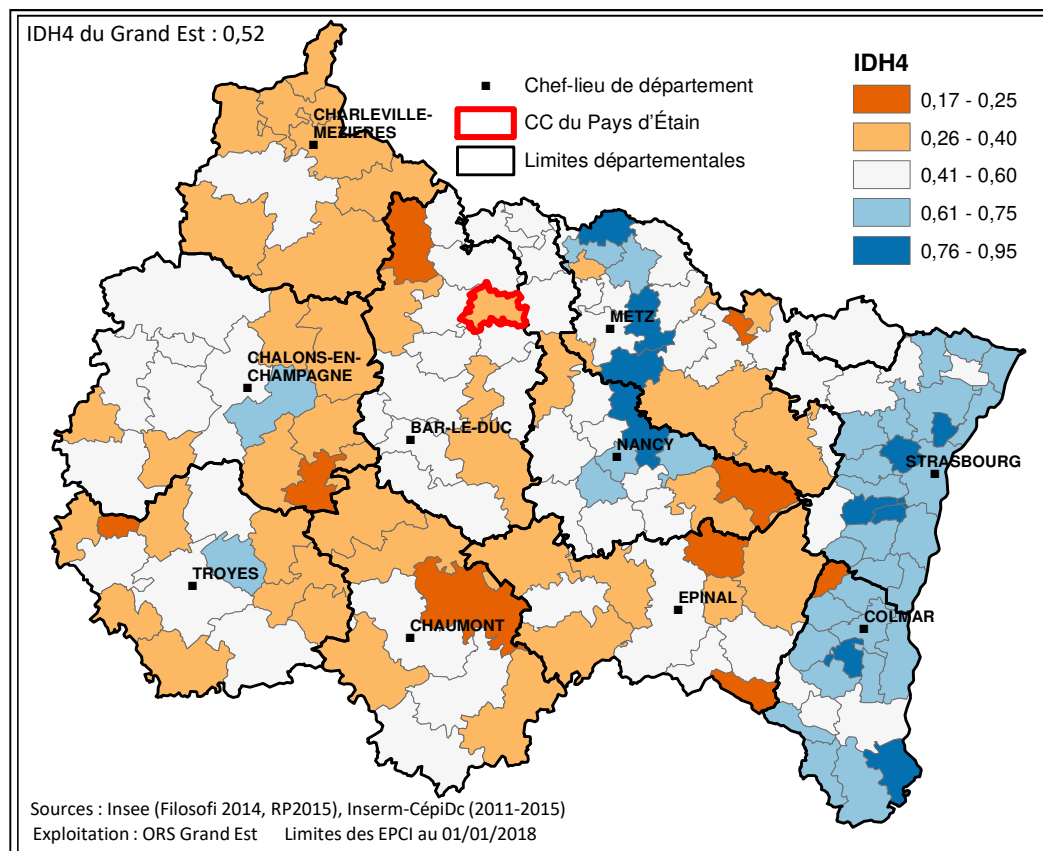 IDH4 du Grand Est : 0,52
IDH4
Chef-lieu de département
CC du Pays d'Étain
Limites départementales
0,17 - 0,25
0,26 - 0,40
0,41 - 0,60
0,61 - 0,75
0,76 - 0,95
CHARLEVILLE-
MEZIERES
METZ
CHALONS-EN-
CHAMPAGNE
BAR-LE-DUC
NANCY
STRASBOURG
TROYES
EPINAL
COLMAR
CHAUMONT
Sources : Insee (Filosofi 2014, RP2015), Inserm-CépiDc (2011-2015)
Exploitation : ORS Grand Est Limites des EPCI au 01/01/2018